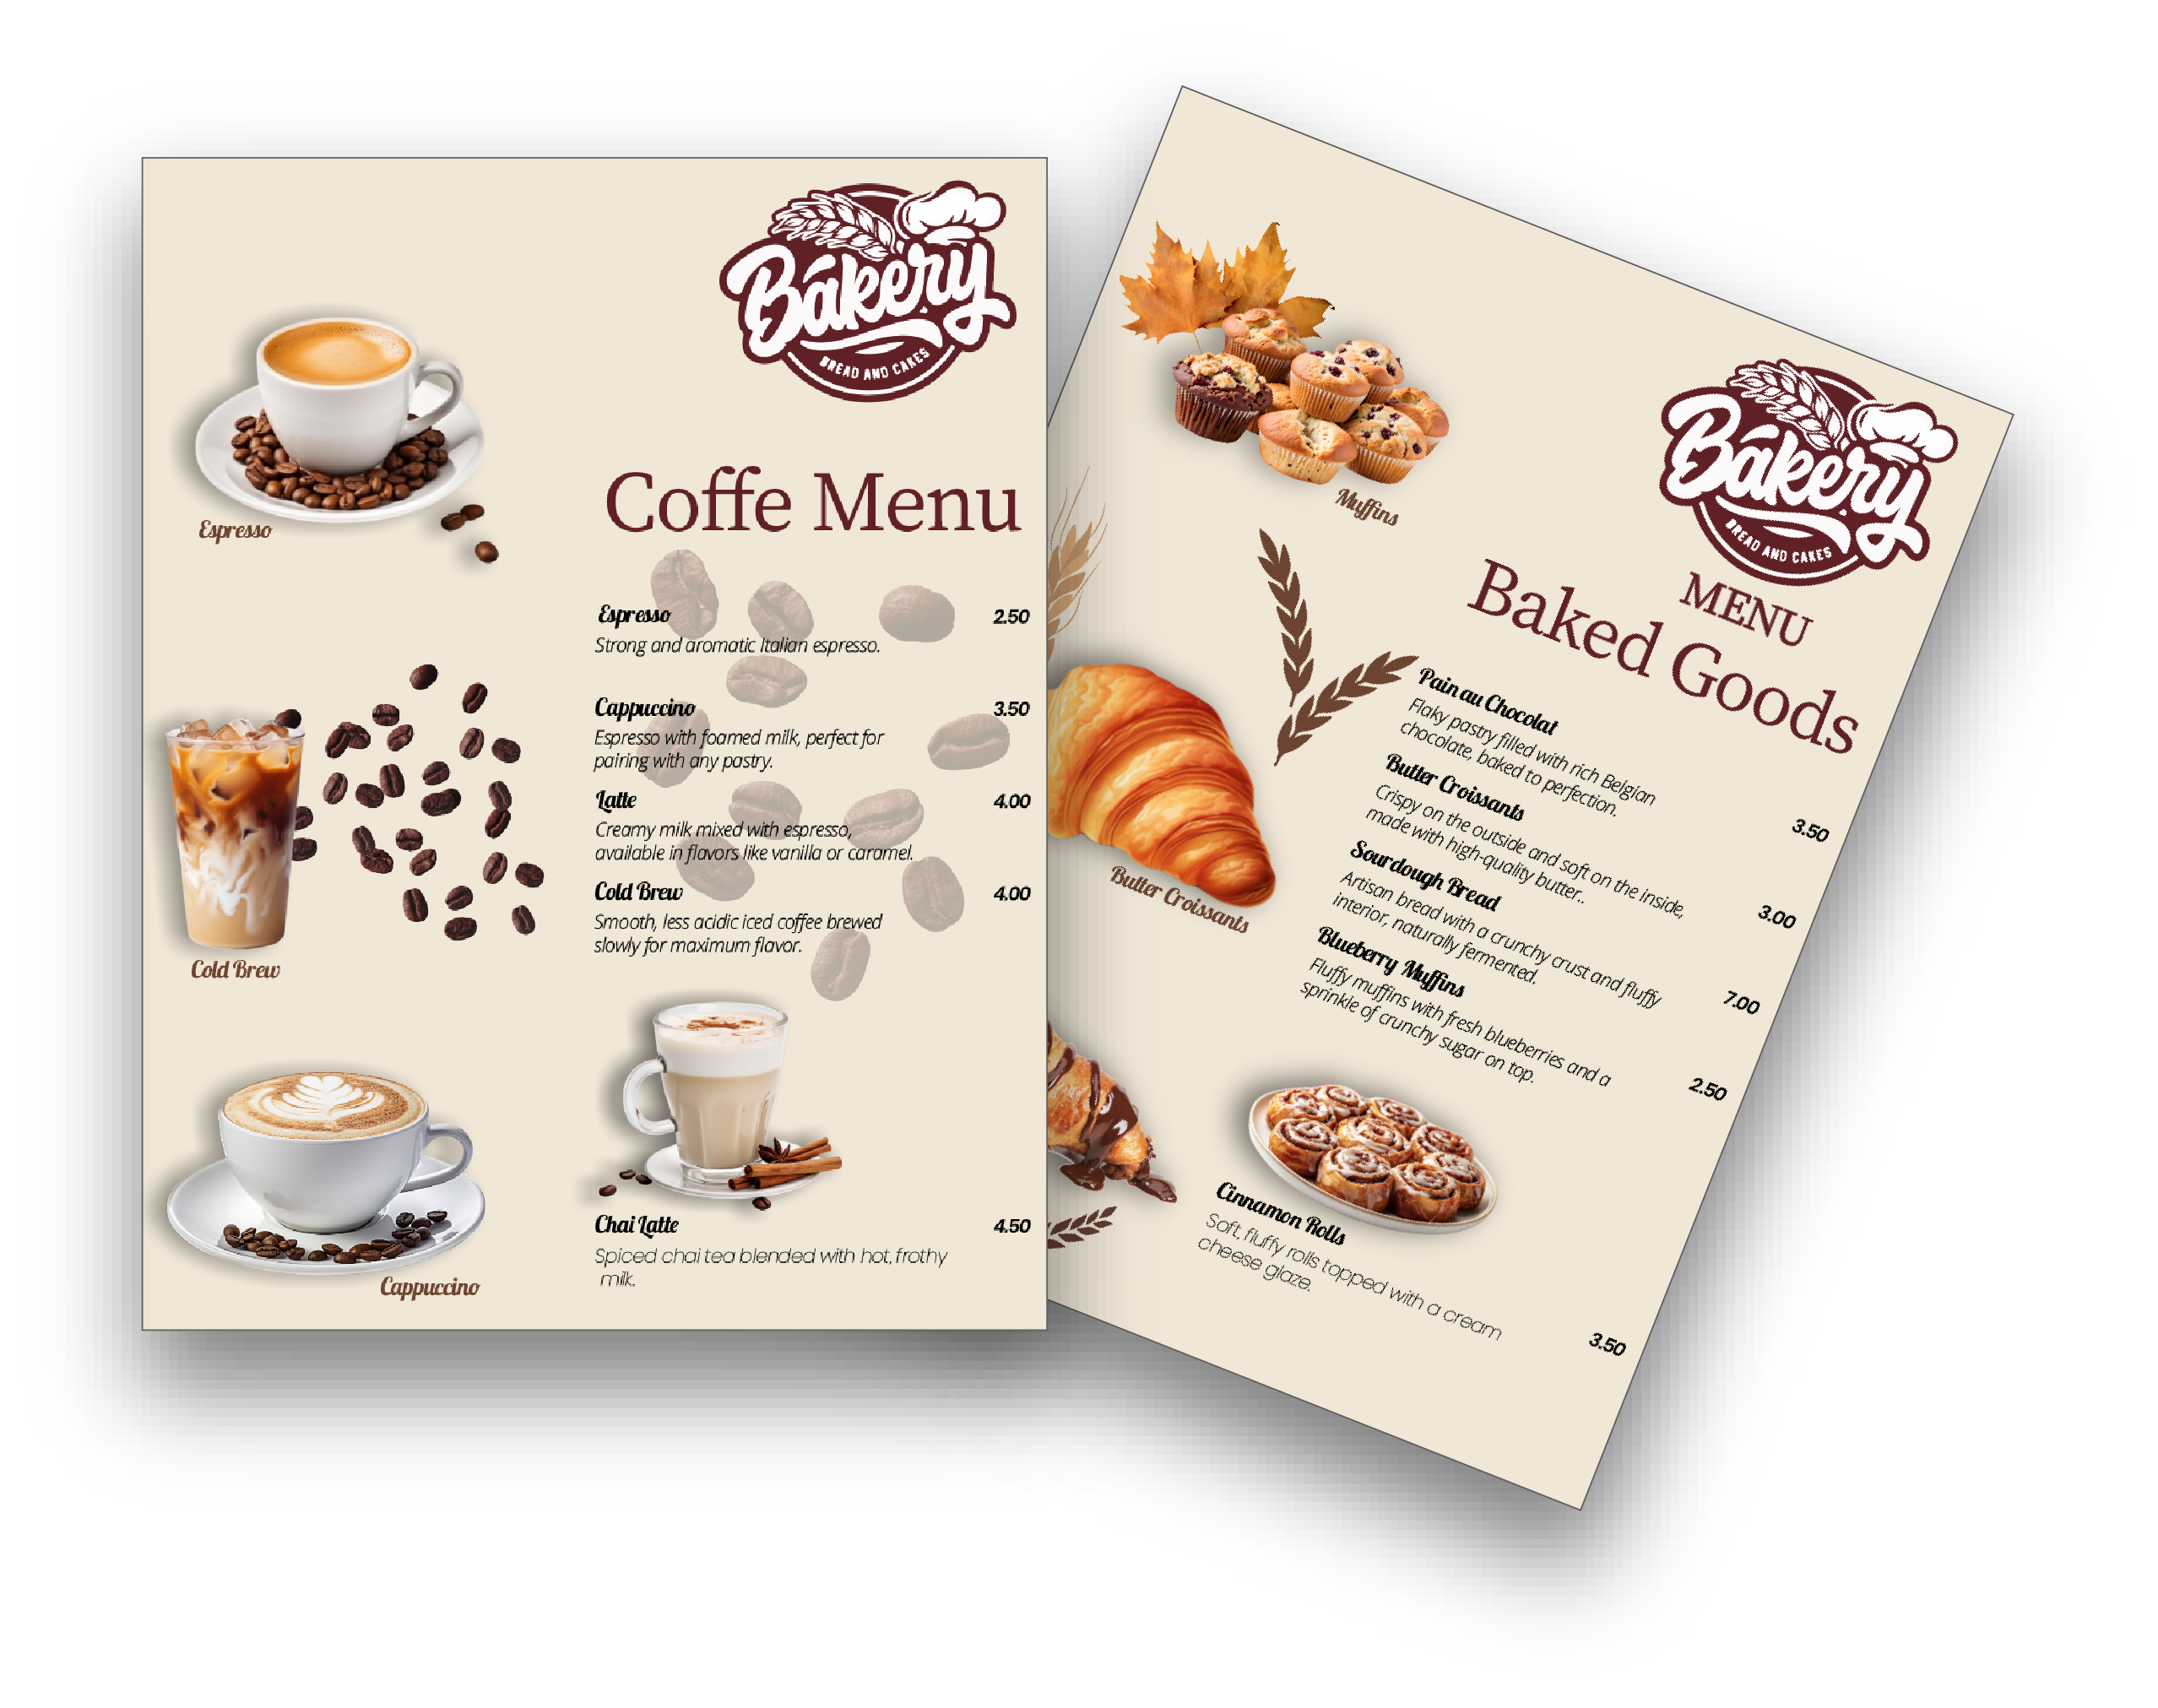 Bákery
BREAD AND CAKES
Coffe Menu
Espresso
Espresso 2.50
Strong and aromatic Italian espresso.
Cappuccino 3.50
Espresso with foamed milk, perfect for
pairing with any pastry.
Latte 4.00
Creamy milk mixed with espresso,
available in flavors like vanilla or caramel.
Cold Brew 4.00
Smooth, less acidic iced coffee brewed
slowly for maximum flavor.
Cold Brew
Chai Latte 4.50
Spiced chai tea blended with hot, frothy
milk.
Cappuccino
Bákery
BREAD AND CAKES
MENU
Baked Goods
Muffins
Pain au Chocolat
Flaky pastry filled with rich Belgian
chocolate, baked to perfection.
3.50
Butter Croissants
Crispy on the outside and soft on the inside,
made with high-quality butter..
3.00
Sourdough Bread
Artisan bread with a crunchy crust and fluffy
interior, naturally fermented.
7.00
Blueberry Muffins
Fluffy muffins with fresh blueberries and a
sprinkle of crunchy sugar on top.
2.50
Butter Croissants
Cinnamon Rolls
Soft, fluffy rolls topped with a cream
cheese glaze.
3.50